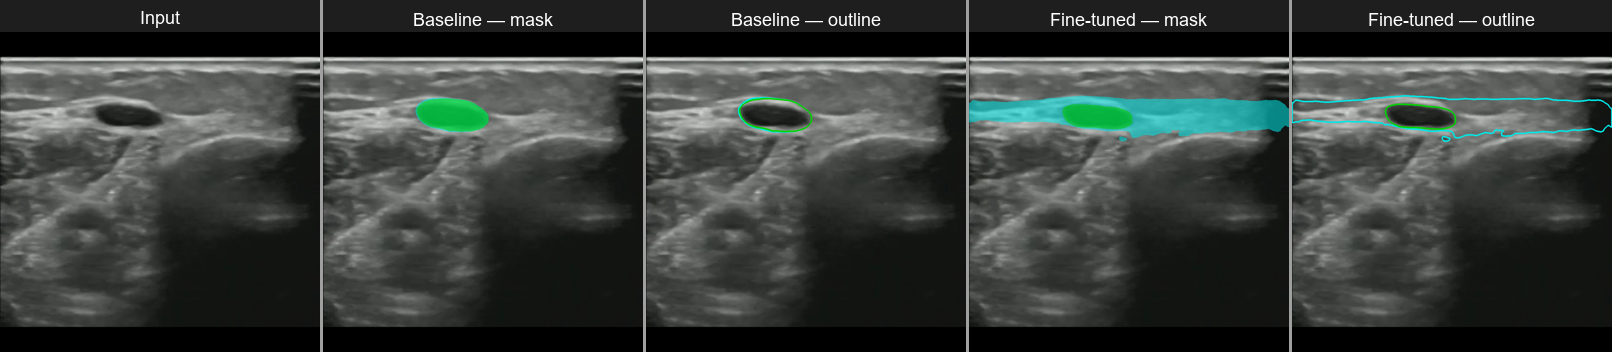 Input
Baseline — mask
Baseline — outline
Fine-tuned — mask
Fine-tuned — outline